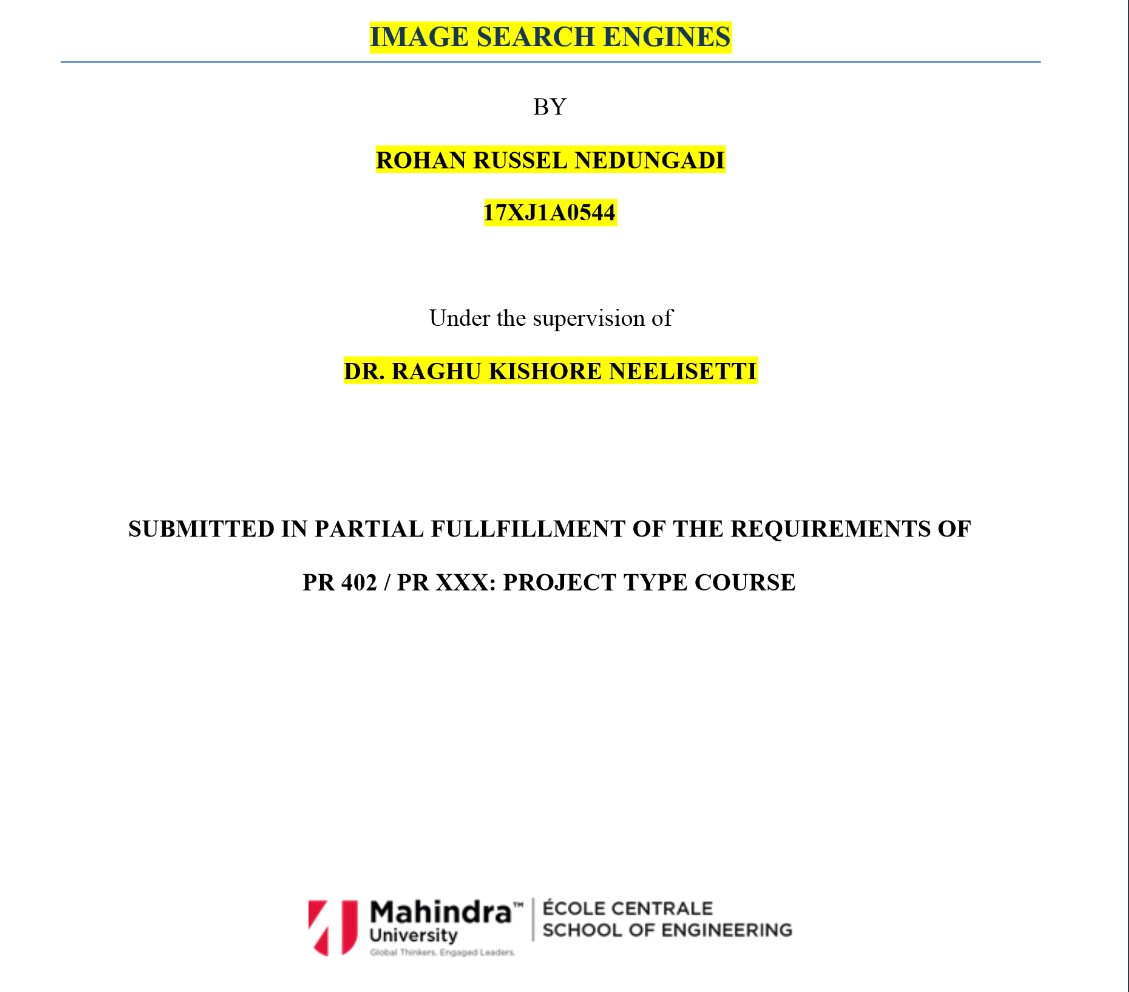 IMAGE SEARCH ENGINES
BY
ROHAN RUSSEL NEDUNGADI
17XJ1A0544
Under the supervision of
DR. RAGHU KISHORE NEELISETTI
SUBMITTED IN PARTIAL FULLFILLMENT OF THE REQUIREMENTS OF
PR 402 / PR XXX: PROJECT TYPE COURSE
Mahindra™
University
Global Thinkers. Engaged Leaders.
ÉCOLE CENTRALE
SCHOOL OF ENGINEERING